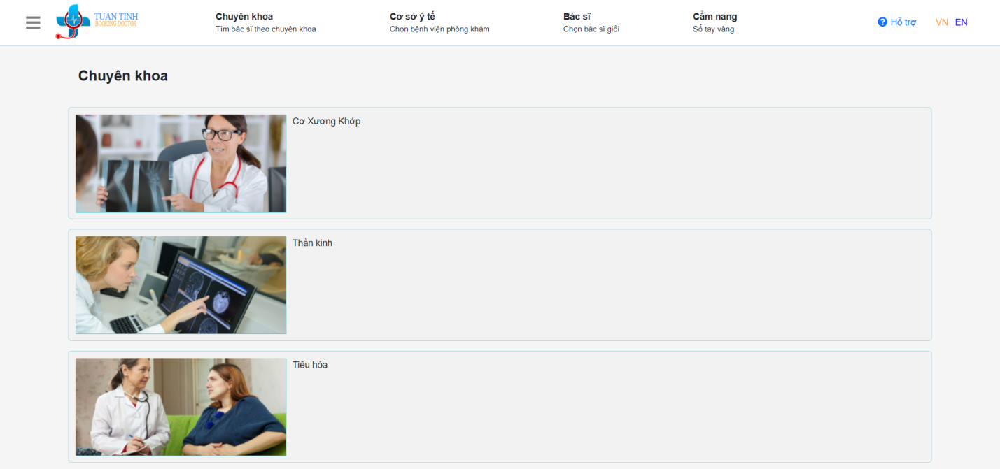 TUAN TINH
BOOKING DOCTOR
Chuyên khoa
Tìm bác sĩ theo chuyên khoa
Cơ sở ý tế
Chọn bệnh viện phòng khám
Bác sĩ
Chọn bác sĩ giỏi
Cẩm nang
Sổ tay vàng
Hỗ trợ
VN EN
Chuyên khoa
Cơ Xương Khớp
Thần kinh
Tiêu hóa